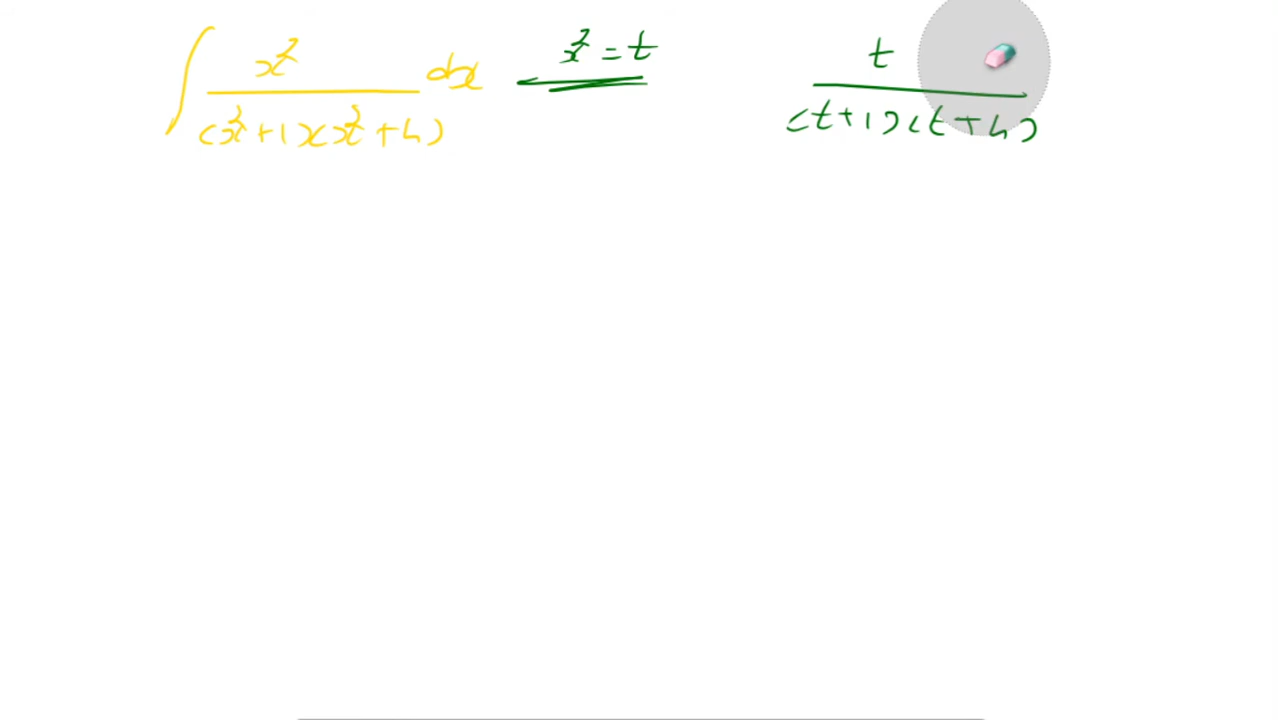 ∫ x² / (x²+1)(x²+4) dx   x² = t   t / (t+1)(t+4)